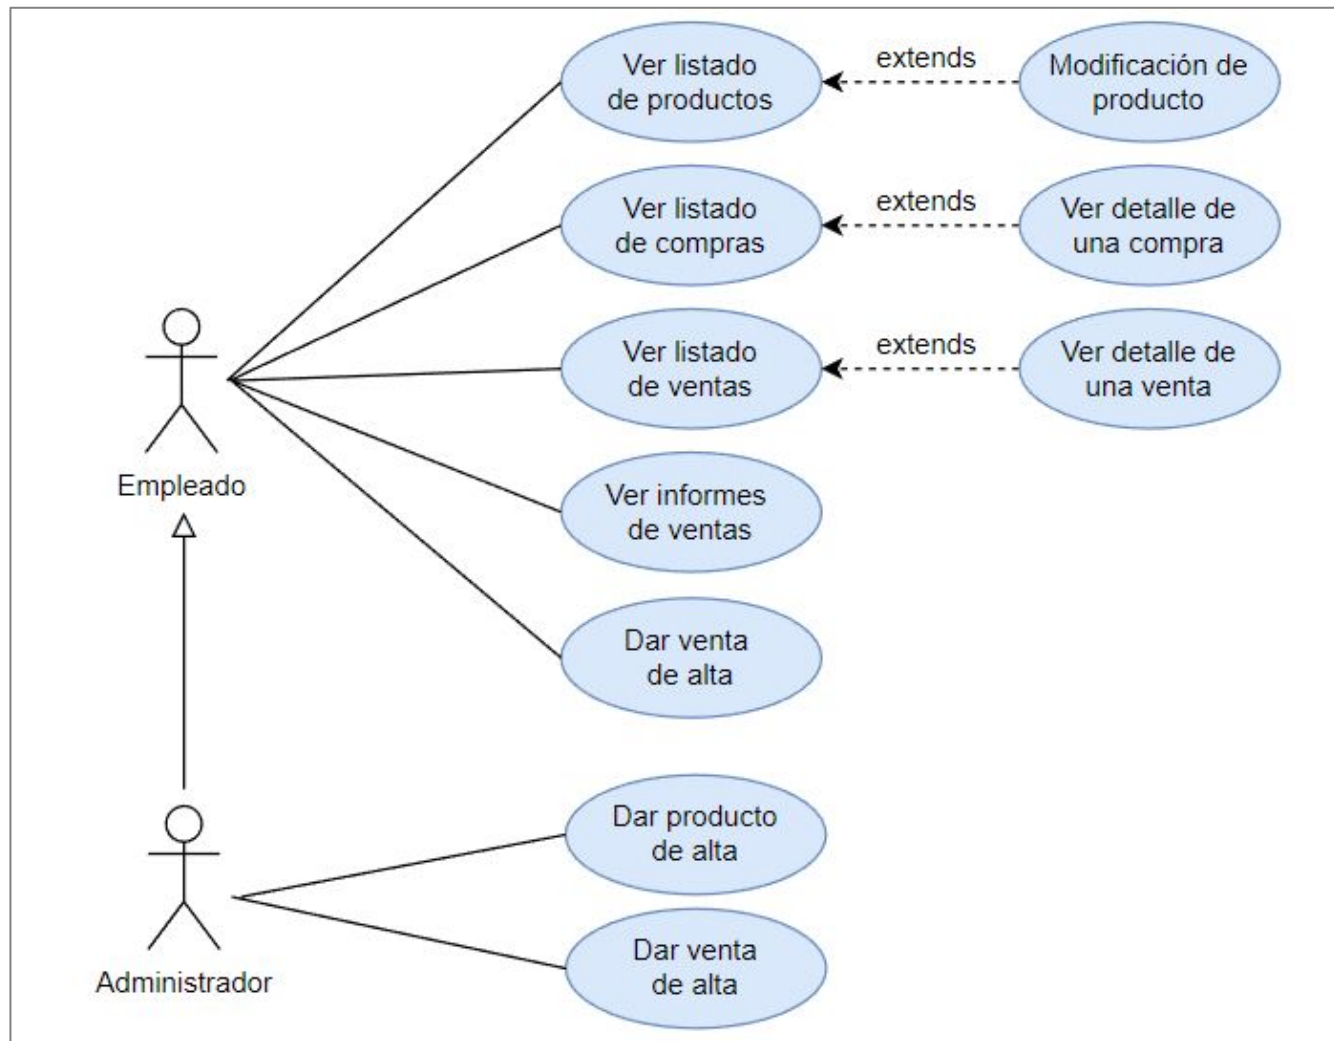 Ver listado
de productos
extends
Modificación de
producto
Ver listado
de compras
extends
Ver detalle de
una compra
Ver listado
de ventas
extends
Ver detalle de
una venta
Empleado
Ver informes
de ventas
Dar venta
de alta
Dar producto
de alta
Administrador
Dar venta
de alta